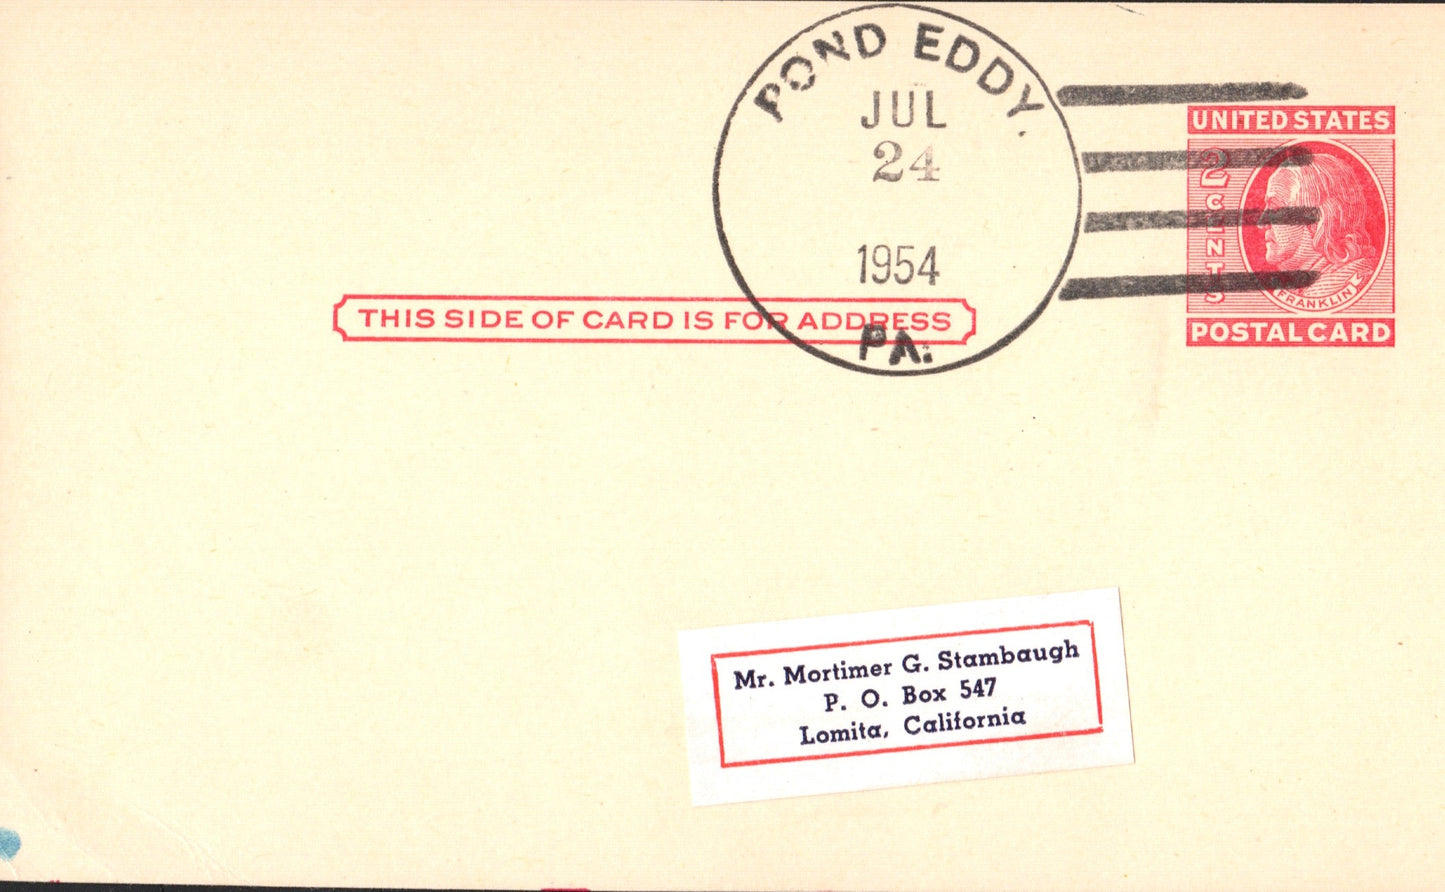 POND EDDY.
JUL
24
1954
PA.
UNITED STATES
2
CENTS
FRANKLIN
POSTAL CARD
THIS SIDE OF CARD IS FOR ADDRESS
Mr. Mortimer G. Stambaugh
P. O. Box 547
Lomita, California